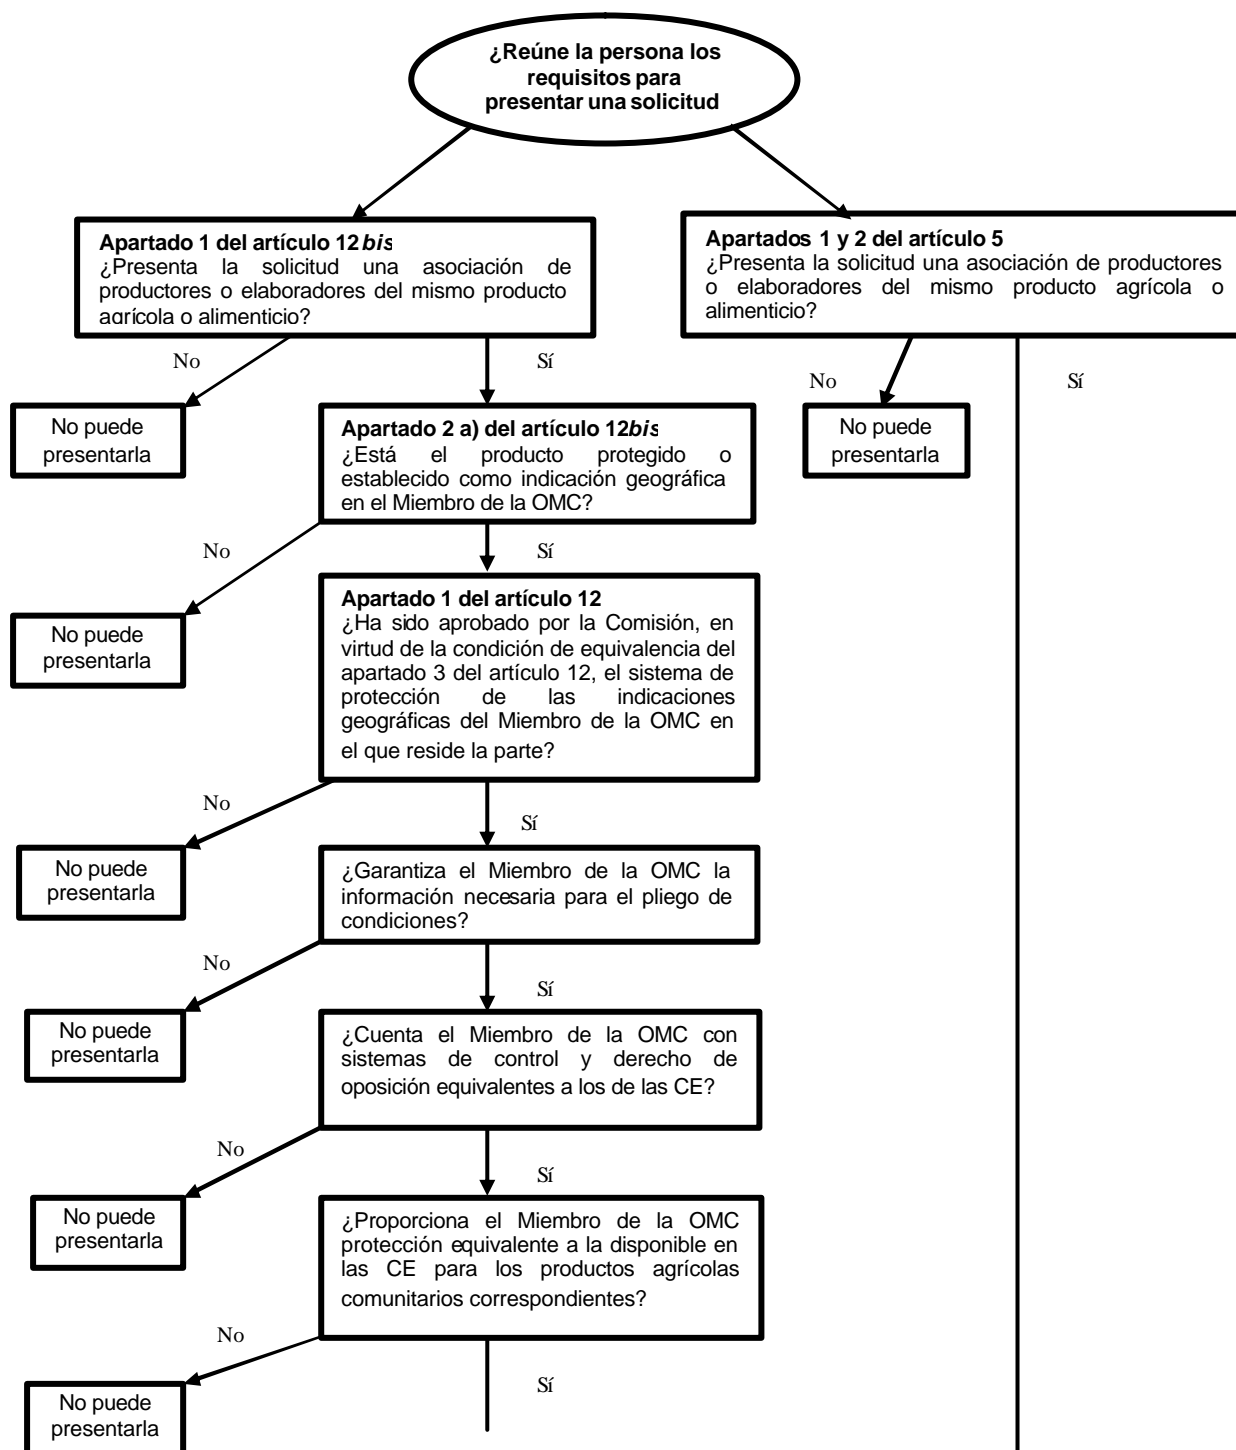 ¿Reúne la persona los
requisitos para
presentar una solicitud
Apartado 1 del artículo 12bis
¿Presenta la solicitud una asociación de
productores o elaboradores del mismo producto
agrícola o alimenticio?
Apartados 1 y 2 del artículo 5
¿Presenta la solicitud una asociación de productores
o elaboradores del mismo producto agrícola o
alimenticio?
No
Sí
No
Sí
No puede
presentarla
Apartado 2 a) del artículo 12bis
¿Está el producto protegido o
establecido como indicación geográfica
en el Miembro de la OMC?
No puede
presentarla
No
Sí
No puede
presentarla
Apartado 1 del artículo 12
¿Ha sido aprobado por la Comisión, en
virtud de la condición de equivalencia del
apartado 3 del artículo 12, el sistema de
protección de las indicaciones
geográficas del Miembro de la OMC en
el que reside la parte?
No
Sí
No puede
presentarla
¿Garantiza el Miembro de la OMC la
información necesaria para el pliego de
condiciones?
No
Sí
No puede
presentarla
¿Cuenta el Miembro de la OMC con
sistemas de control y derecho de
oposición equivalentes a los de las CE?
No
Sí
No puede
presentarla
¿Proporciona el Miembro de la OMC
protección equivalente a la disponible en
las CE para los productos agrícolas
comunitarios correspondientes?
No
Sí
No puede
presentarla